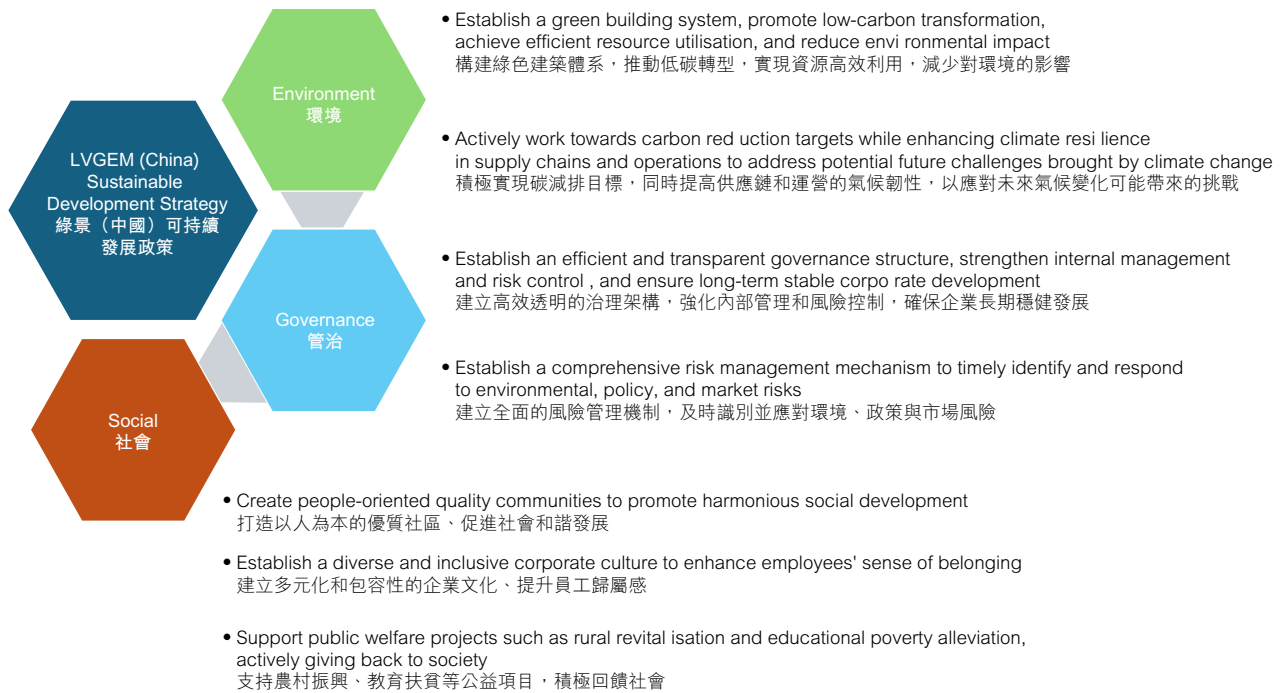 LVGEM (China)
Sustainable
Development Strategy
綠景（中國）可持續
發展政策
Environment
環境
• Establish a green building system, promote low-carbon transformation,
achieve efficient resource utilisation, and reduce envi ronmental impact
構建綠色建築體系，推動低碳轉型，實現資源高效利用，減少對環境的影響
• Actively work towards carbon red uction targets while enhancing climate resi lience
in supply chains and operations to address potential future challenges brought by climate change
積極實現碳減排目標，同時提高供應鏈和運營的氣候韌性，以應對未來氣候變化可能帶來的挑戰
Governance
管治
• Establish an efficient and transparent governance structure, strengthen internal management
and risk control , and ensure long-term stable corpo rate development
建立高效透明的治理架構，強化內部管理和風險控制，確保企業長期穩健發展
• Establish a comprehensive risk management mechanism to timely identify and respond
to environmental, policy, and market risks
建立全面的風險管理機制，及時識別並應對環境、政策與市場風險
Social
社會
• Create people-oriented quality communities to promote harmonious social development
打造以人為本的優質社區、促進社會和諧發展
• Establish a diverse and inclusive corporate culture to enhance employees' sense of belonging
建立多元化和包容性的企業文化、提升員工歸屬感
• Support public welfare projects such as rural revital isation and educational poverty alleviation,
actively giving back to society
支持農村振興、教育扶貧等公益項目，積極回饋社會